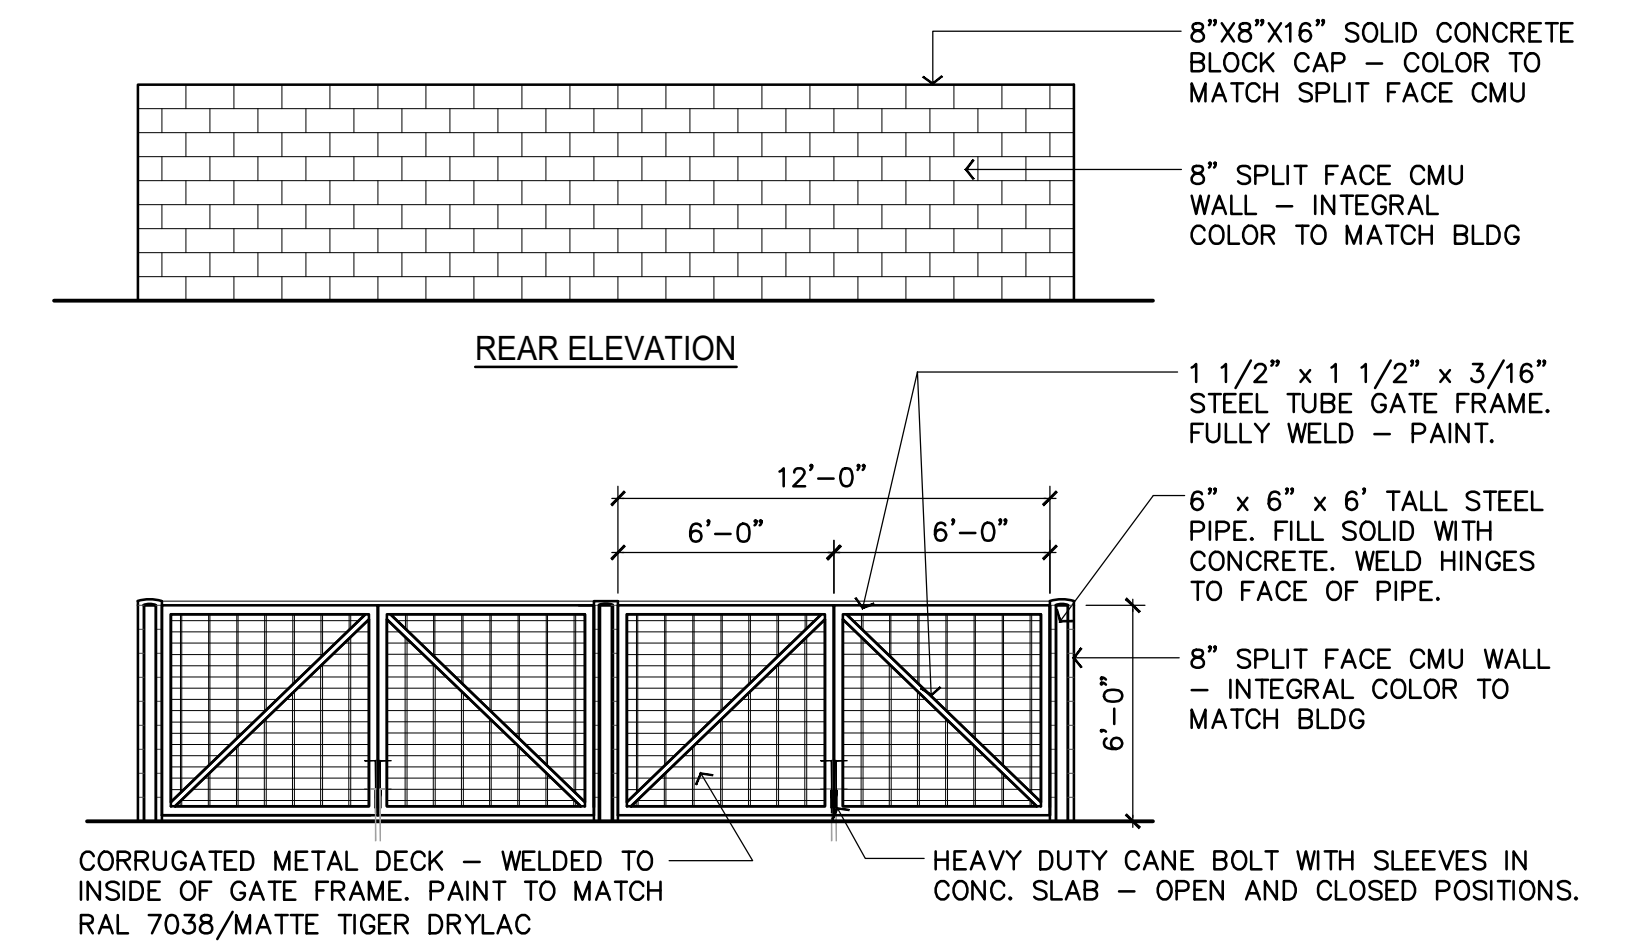 8”X8”X16” SOLID CONCRETE
BLOCK CAP – COLOR TO
MATCH SPLIT FACE CMU
8” SPLIT FACE CMU
WALL – INTEGRAL
COLOR TO MATCH BLDG
REAR ELEVATION
1 1/2” x 1 1/2” x 3/16”
STEEL TUBE GATE FRAME.
FULLY WELD – PAINT.
12’–0”
6’–0”
6’–0”
6” x 6” x 6’ TALL STEEL
PIPE. FILL SOLID WITH
CONCRETE. WELD HINGES
TO FACE OF PIPE.
8” SPLIT FACE CMU WALL
– INTEGRAL COLOR TO
MATCH BLDG
6’–0”
CORRUGATED METAL DECK – WELDED TO
INSIDE OF GATE FRAME. PAINT TO MATCH
RAL 7038/MATTE TIGER DRYLAC
HEAVY DUTY CANE BOLT WITH SLEEVES IN
CONC. SLAB – OPEN AND CLOSED POSITIONS.